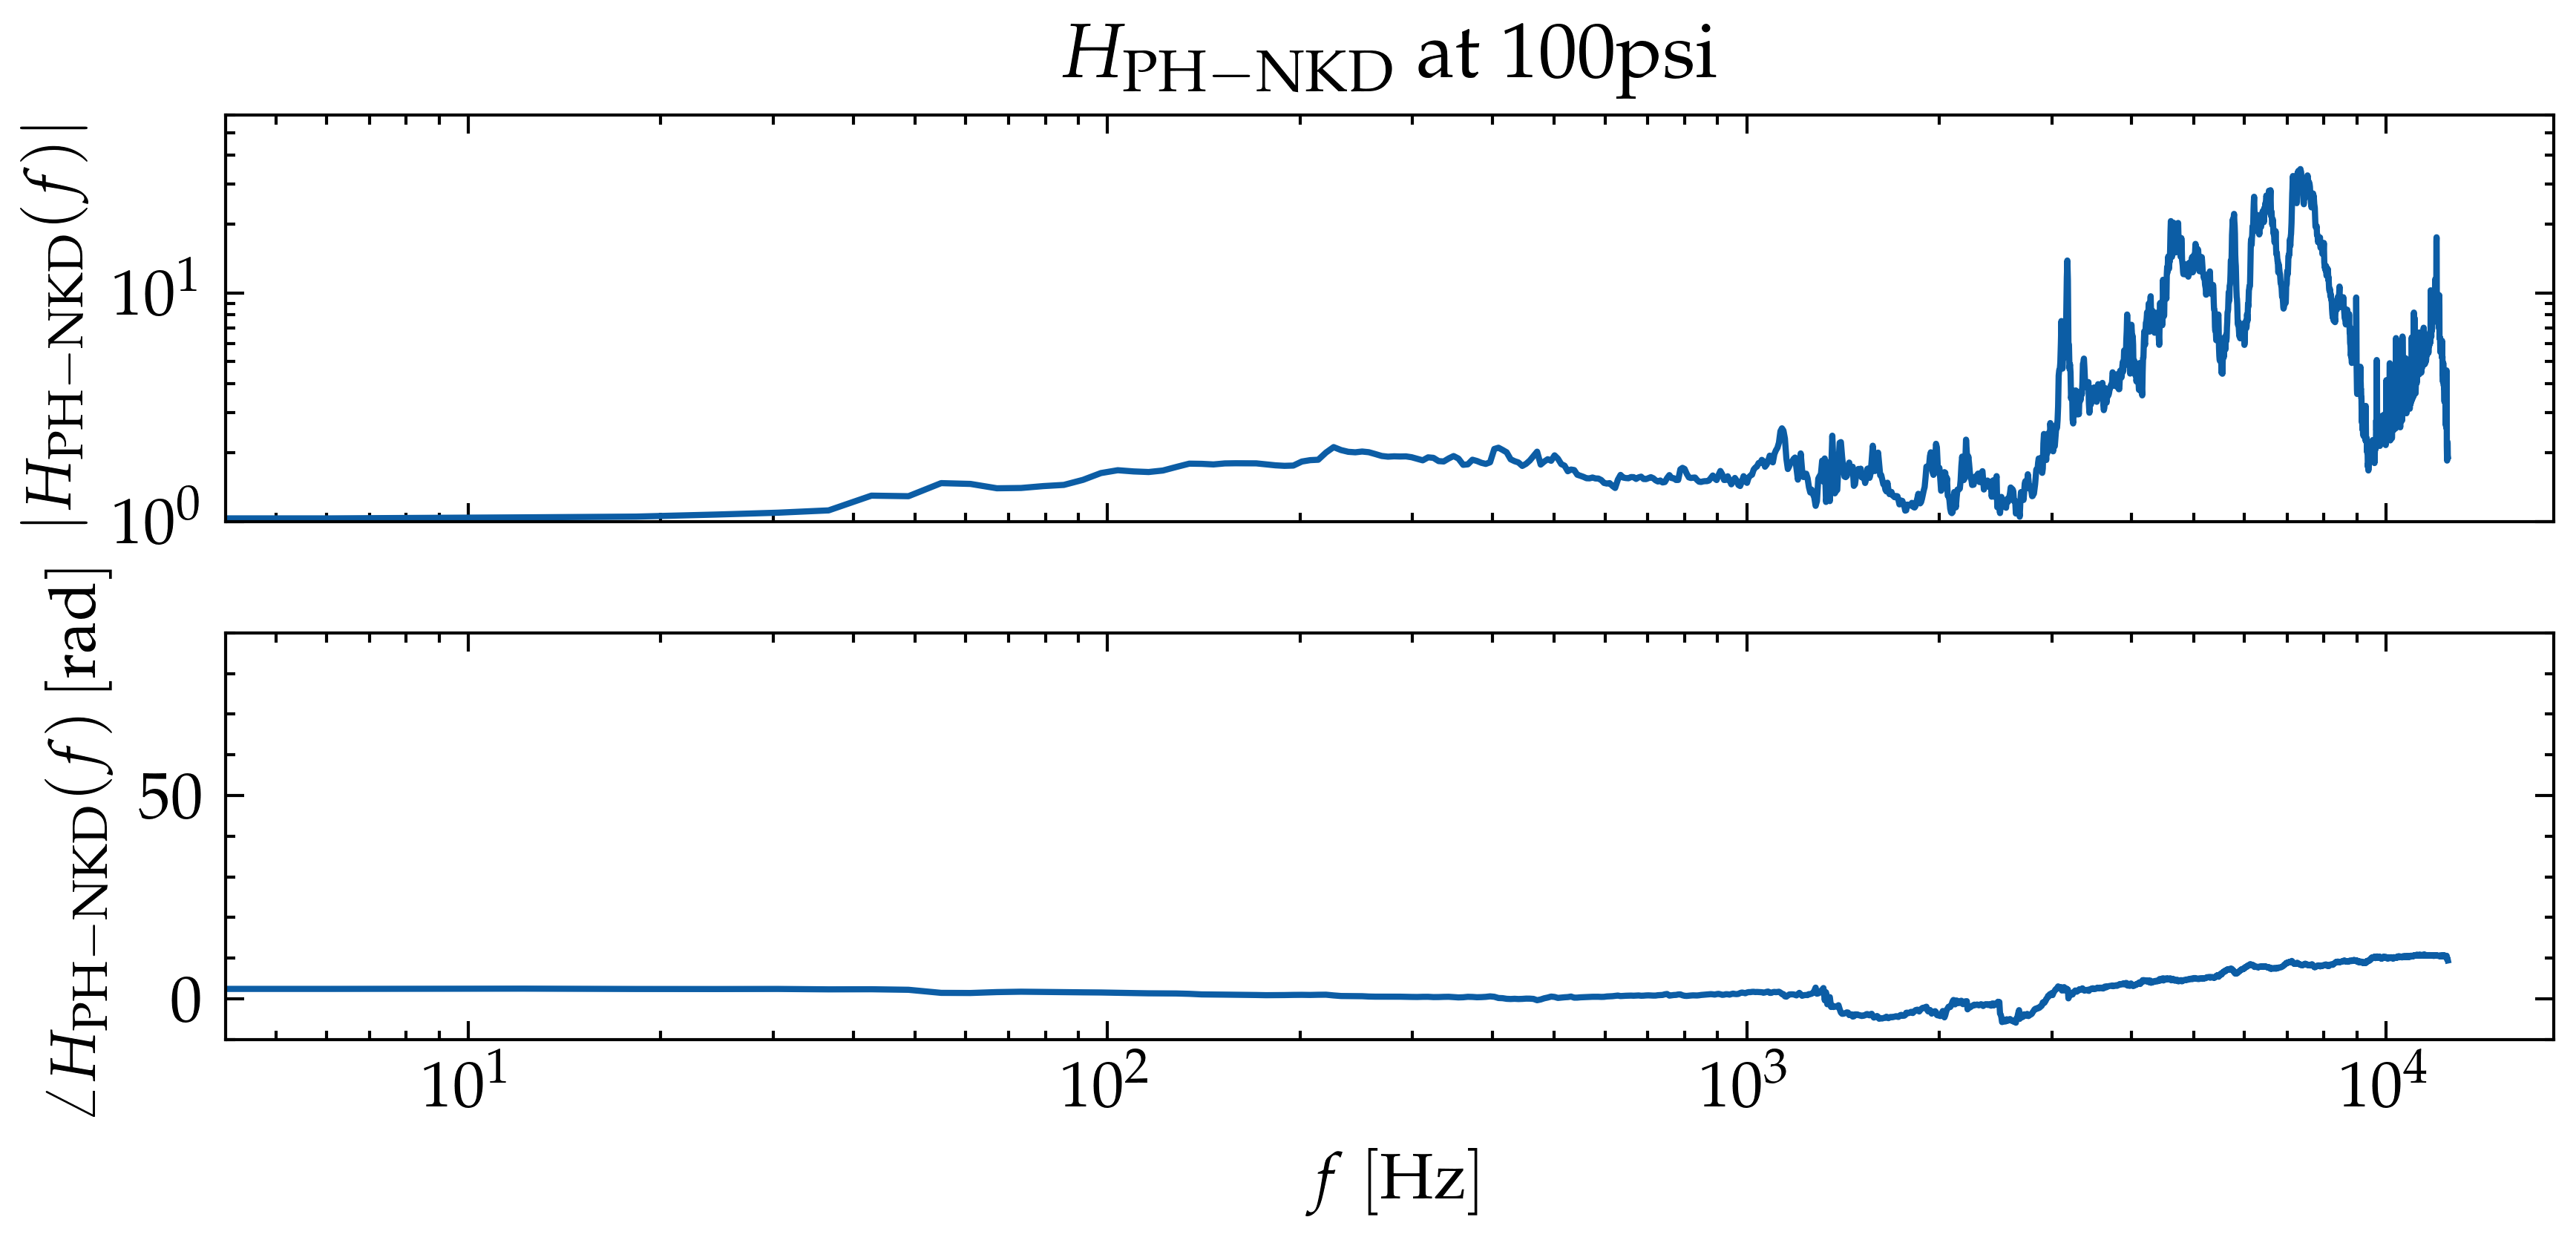 H_PH−NKD at 100psi
|H_PH−NKD(f)|
10^1
10^0
∠H_PH−NKD(f) [rad]
50
0
10^1 10^2 10^3 10^4
f [Hz]